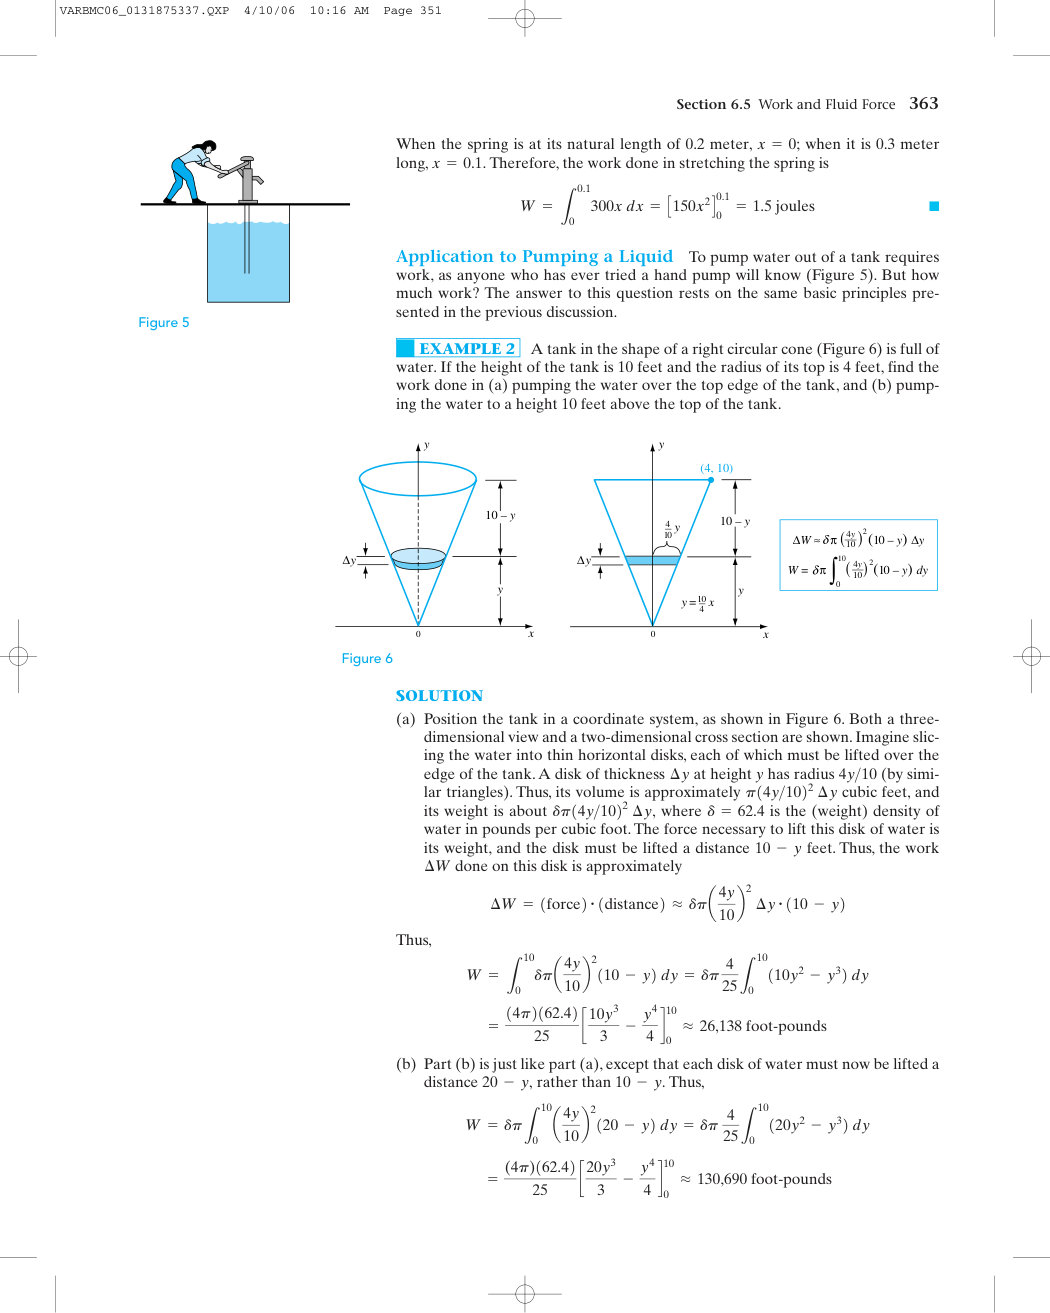 VARBMC06_0131875337.QXP 4/10/06 10:16 AM Page 351
Section 6.5 Work and Fluid Force 363
When the spring is at its natural length of 0.2 meter, x = 0; when it is 0.3 meter
long, x = 0.1. Therefore, the work done in stretching the spring is
W = ∫₀^0.1 300x dx = [150x²]₀^0.1 = 1.5 joules
Application to Pumping a Liquid To pump water out of a tank requires
work, as anyone who has ever tried a hand pump will know (Figure 5). But how
much work? The answer to this question rests on the same basic principles pre-
sented in the previous discussion.
Figure 5
EXAMPLE 2 A tank in the shape of a right circular cone (Figure 6) is full of
water. If the height of the tank is 10 feet and the radius of its top is 4 feet, find the
work done in (a) pumping the water over the top edge of the tank, and (b) pump-
ing the water to a height 10 feet above the top of the tank.
y
10 – y
Δy
y
0
x
y
(4, 10)
4/10 y
10 – y
Δy
y
y = 10/4 x
0
x
ΔW ≈ δπ (4y/10)² (10 – y) Δy
W = δπ ∫₀^10 (4y/10)² (10 – y) dy
Figure 6
SOLUTION
(a) Position the tank in a coordinate system, as shown in Figure 6. Both a three-
dimensional view and a two-dimensional cross section are shown. Imagine slic-
ing the water into thin horizontal disks, each of which must be lifted over the
edge of the tank. A disk of thickness Δy at height y has radius 4y/10 (by simi-
lar triangles). Thus, its volume is approximately π(4y/10)² Δy cubic feet, and
its weight is about δπ(4y/10)² Δy, where δ = 62.4 is the (weight) density of
water in pounds per cubic foot. The force necessary to lift this disk of water is
its weight, and the disk must be lifted a distance 10 − y feet. Thus, the work
ΔW done on this disk is approximately
ΔW = (force) · (distance) ≈ δπ(4y/10)² Δy · (10 − y)
Thus,
W = ∫₀^10 δπ(4y/10)² (10 − y) dy = δπ 4/25 ∫₀^10 (10y² − y³) dy
= (4π)(62.4)/25 [10y³/3 − y⁴/4]₀^10 ≈ 26,138 foot-pounds
(b) Part (b) is just like part (a), except that each disk of water must now be lifted a
distance 20 − y, rather than 10 − y. Thus,
W = δπ ∫₀^10 (4y/10)² (20 − y) dy = δπ 4/25 ∫₀^10 (20y² − y³) dy
= (4π)(62.4)/25 [20y³/3 − y⁴/4]₀^10 ≈ 130,690 foot-pounds